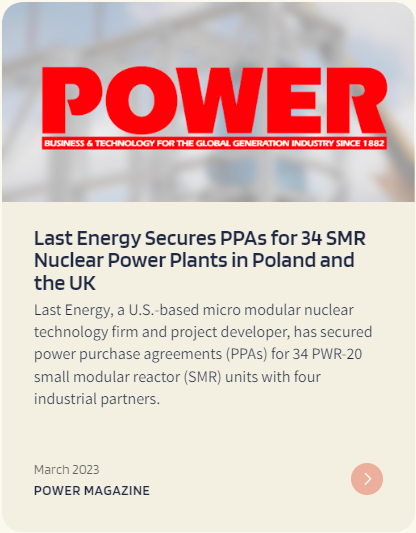 POWER
BUSINESS & TECHNOLOGY FOR THE GLOBAL GENERATION INDUSTRY SINCE 1882
Last Energy Secures PPAs for 34 SMR
Nuclear Power Plants in Poland and
the UK
Last Energy, a U.S.-based micro modular nuclear
technology firm and project developer, has secured
power purchase agreements (PPAs) for 34 PWR-20
small modular reactor (SMR) units with four
industrial partners.
March 2023
POWER MAGAZINE